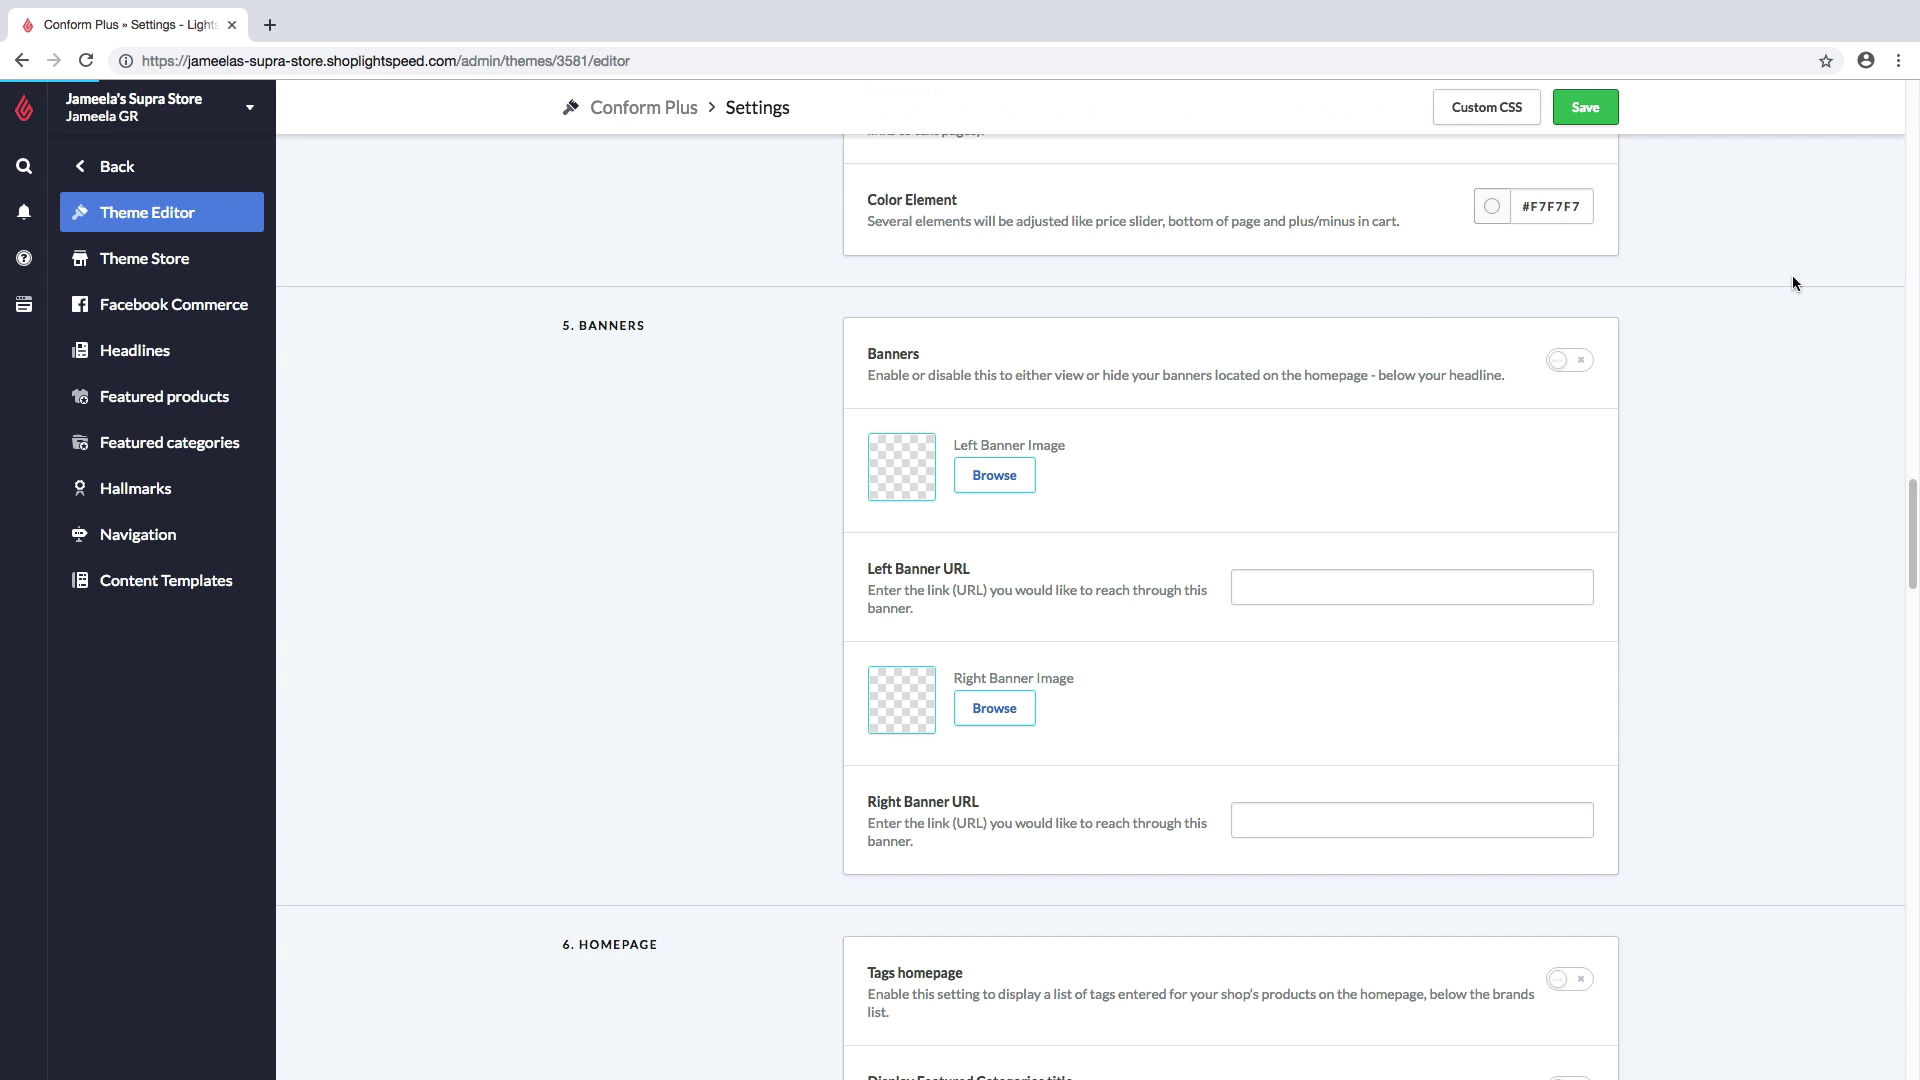 Conform Plus » Settings - Lights
https://jameelas-supra-store.shoplightspeed.com/admin/themes/3581/editor
Jameela's Supra Store
Jameela GR
Conform Plus > Settings
Custom CSS
Save
Back
Theme Editor
Theme Store
Facebook Commerce
Headlines
Featured products
Featured categories
Hallmarks
Navigation
Content Templates
Color Element
Several elements will be adjusted like price slider, bottom of page and plus/minus in cart.
#F7F7F7
5. BANNERS
Banners
Enable or disable this to either view or hide your banners located on the homepage - below your headline.
Left Banner Image
Browse
Left Banner URL
Enter the link (URL) you would like to reach through this
banner.
Right Banner Image
Browse
Right Banner URL
Enter the link (URL) you would like to reach through this
banner.
6. HOMEPAGE
Tags homepage
Enable this setting to display a list of tags entered for your shop's products on the homepage, below the brands
list.
Display Featured Categories title